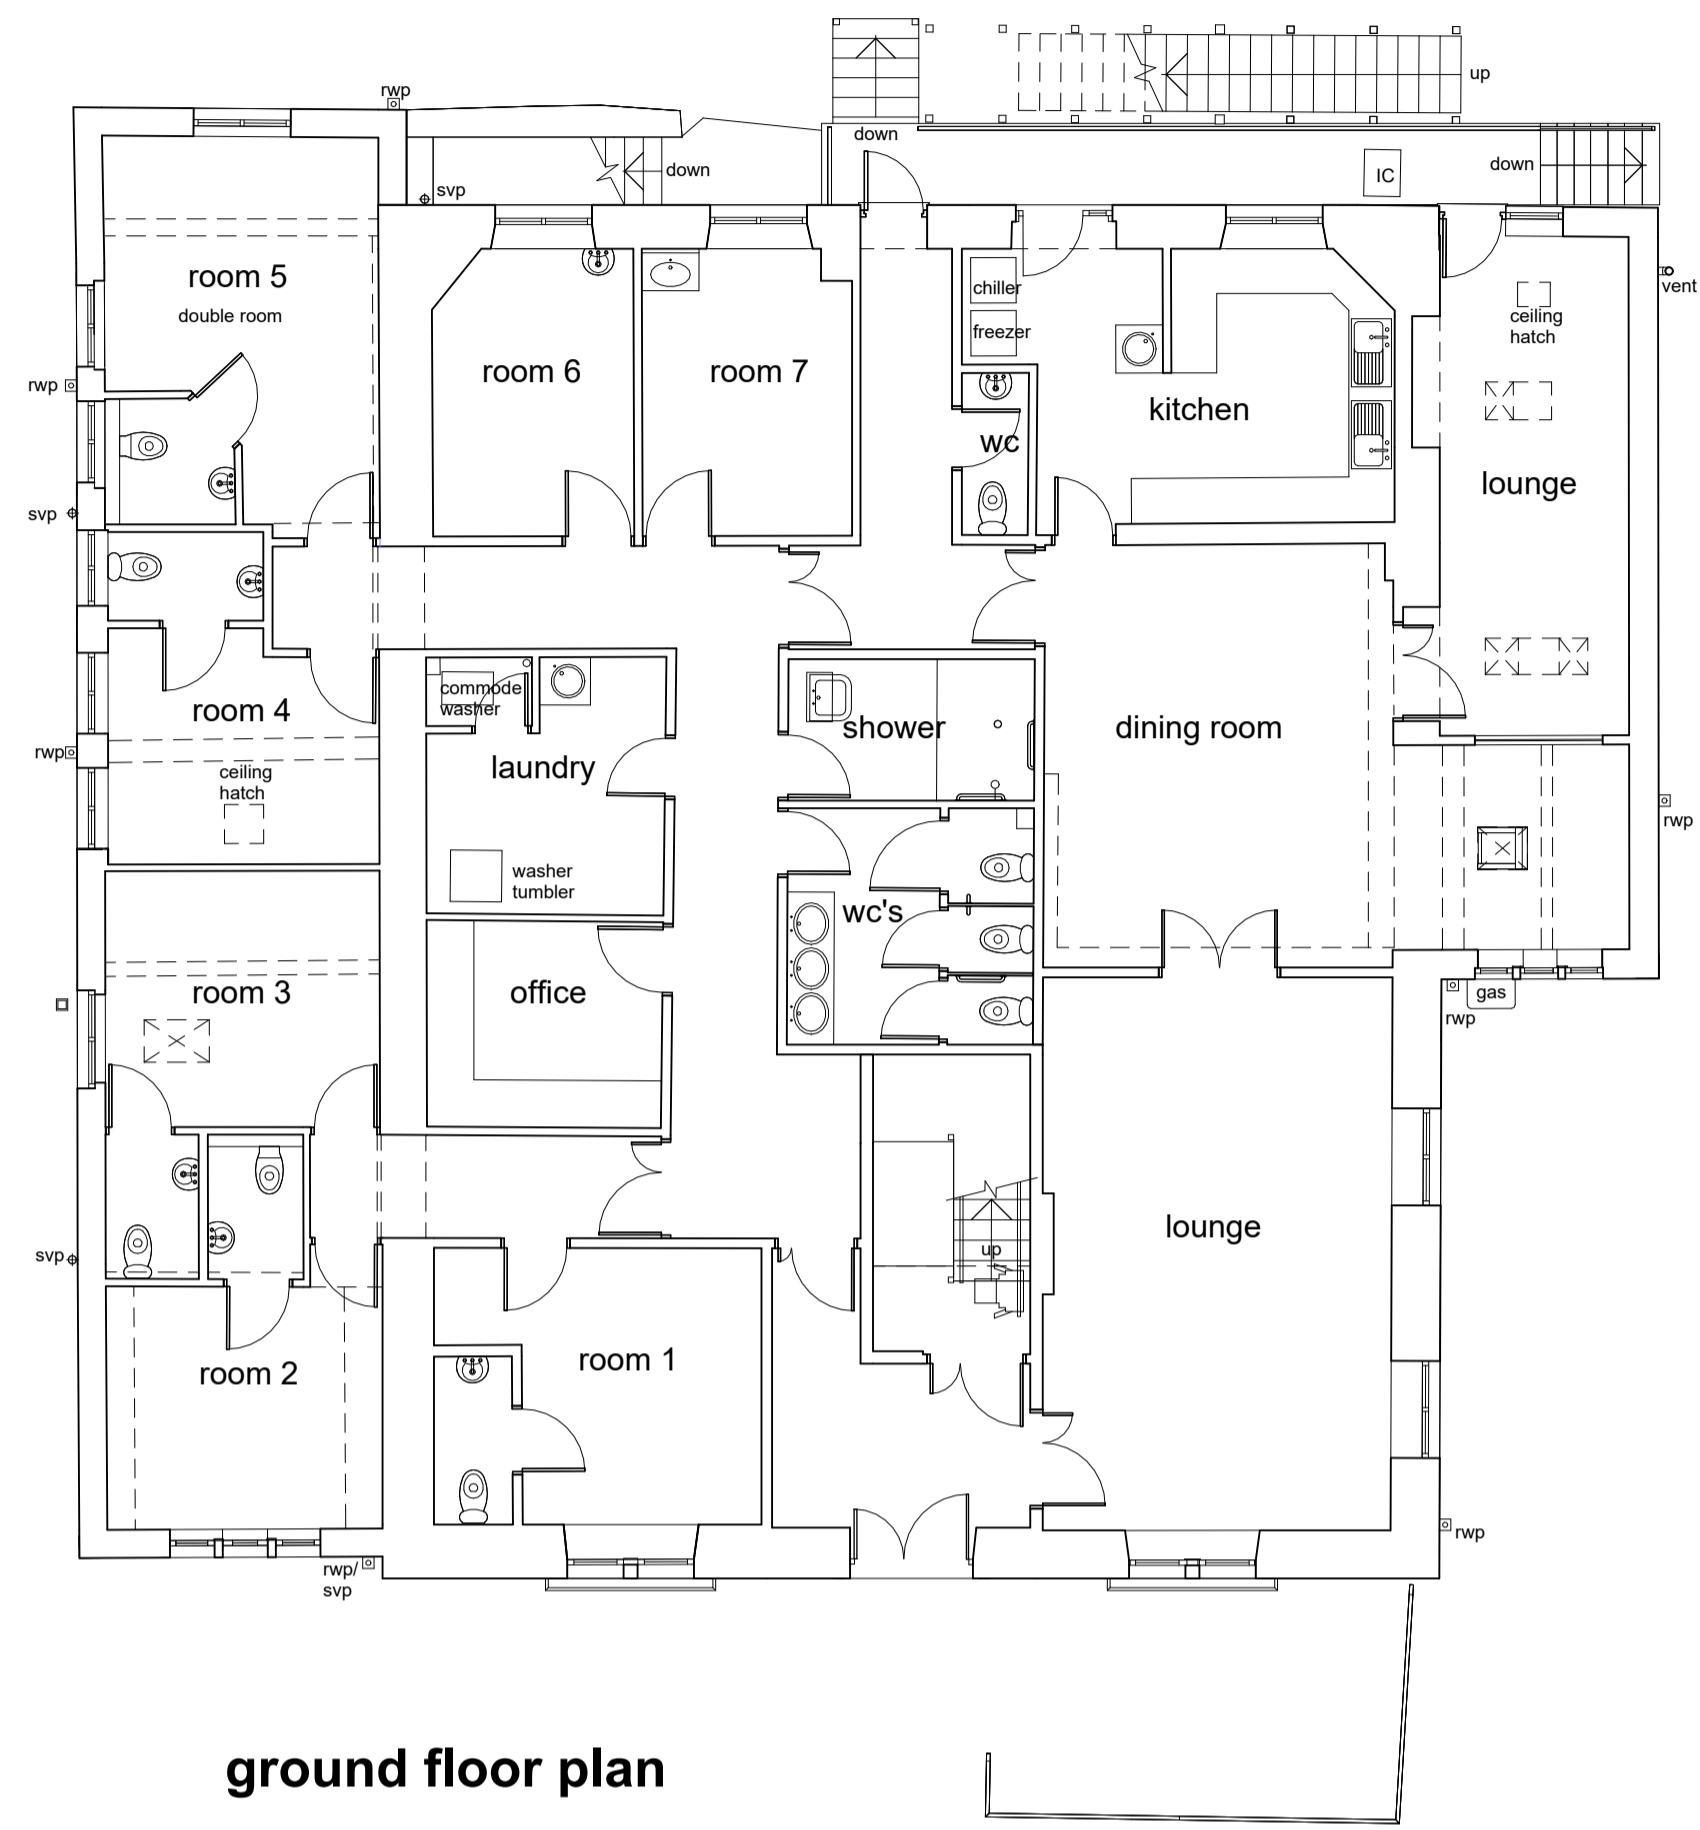 up
rwp
down
down
down
IC
svp
room 5
double room
chiller
freezer
vent
ceiling
hatch
rwp
room 6
room 7
kitchen
wc
lounge
svp
room 4
commode
washer
shower
dining room
laundry
rwp
ceiling
hatch
rwp
washer
tumbler
wc's
room 3
office
gas
rwp
lounge
svp
up
room 2
room 1
rwp
rwp/
svp
ground floor plan